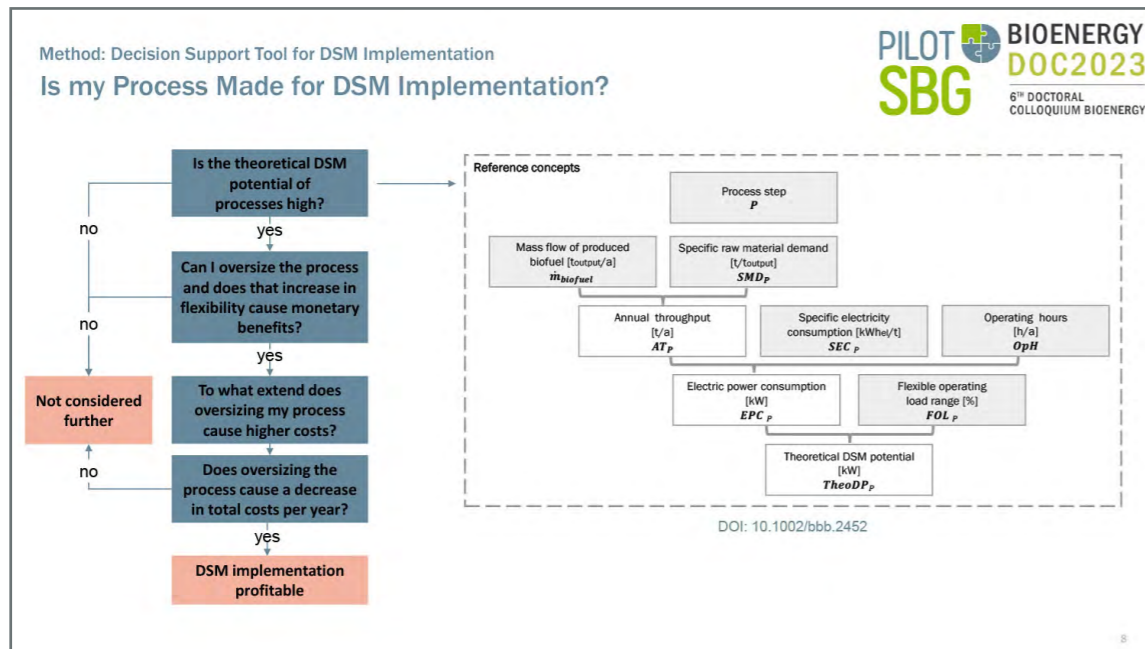 Method: Decision Support Tool for DSM Implementation
Is my Process Made for DSM Implementation?
PILOT
SBG
BIOENERGY
DOC2023
6TH DOCTORAL
COLLOQUIUM BIOENERGY
Is the theoretical DSM
potential of
processes high?
no
yes
Can I oversize the process
and does that increase in
flexibility cause monetary
benefits?
no
yes
Not considered
further
To what extend does
oversizing my process
cause higher costs?
no
Does oversizing the
process cause a decrease
in total costs per year?
yes
DSM implementation
profitable
Reference concepts
Process step
P
Mass flow of produced
biofuel [toutput/a]
ṁbiofuel
Specific raw material demand
[t/toutput]
SMDP
Annual throughput
[t/a]
ATP
Specific electricity
consumption [kWhel/t]
SEC P
Operating hours
[h/a]
OpH
Electric power consumption
[kW]
EPC P
Flexible operating
load range [%]
FOL P
Theoretical DSM potential
[kW]
TheoDPP
DOI: 10.1002/bbb.2452
8